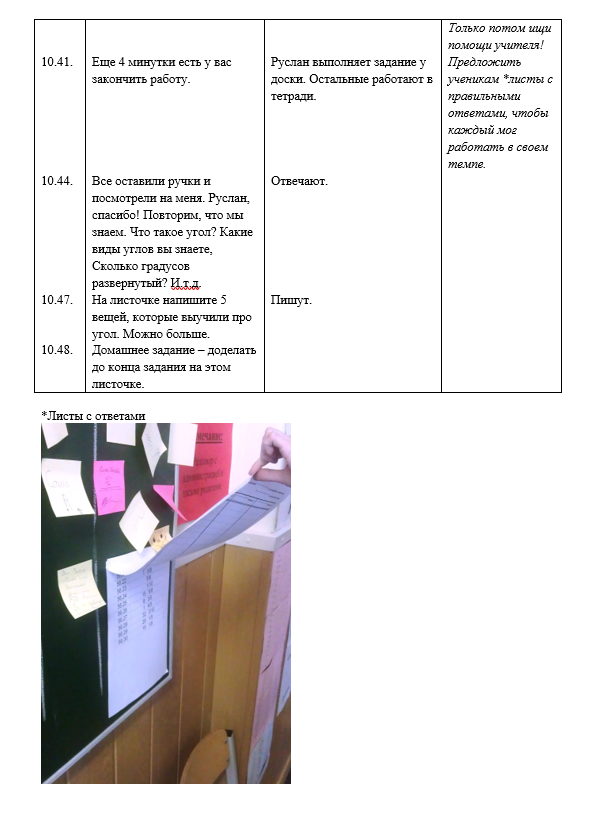 Только потом ищи
помощи учителя!
10.41.
Еще 4 минутки есть у вас
закончить работу.
Руслан выполняет задание у
доски. Остальные работают в
тетради.
Предложить
ученикам *листы с
правильными
ответами, чтобы
каждый мог
работать в своем
темпе.
10.44.
Все оставили ручки и
посмотрели на меня. Руслан,
спасибо! Повторим, что мы
знаем. Что такое угол? Какие
виды углов вы знаете,
Сколько градусов
развернутый? И.т.д.
Отвечают.
10.47.
На листочке напишите 5
вещей, которые выучили про
угол. Можно больше.
Пишут.
10.48.
Домашнее задание – доделать
до конца задания на этом
листочке.
*Листы с ответами